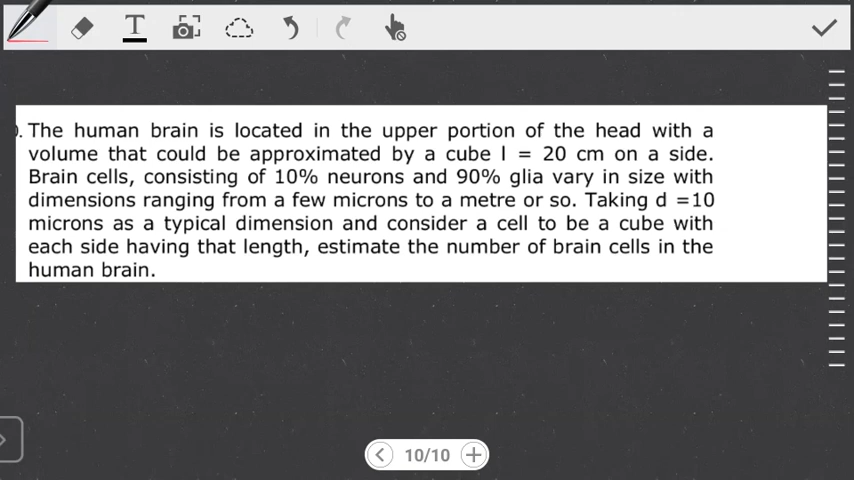 T
. The human brain is located in the upper portion of the head with a
volume that could be approximated by a cube l = 20 cm on a side.
Brain cells, consisting of 10% neurons and 90% glia vary in size with
dimensions ranging from a few microns to a metre or so. Taking d =10
microns as a typical dimension and consider a cell to be a cube with
each side having that length, estimate the number of brain cells in the
human brain.
10/10